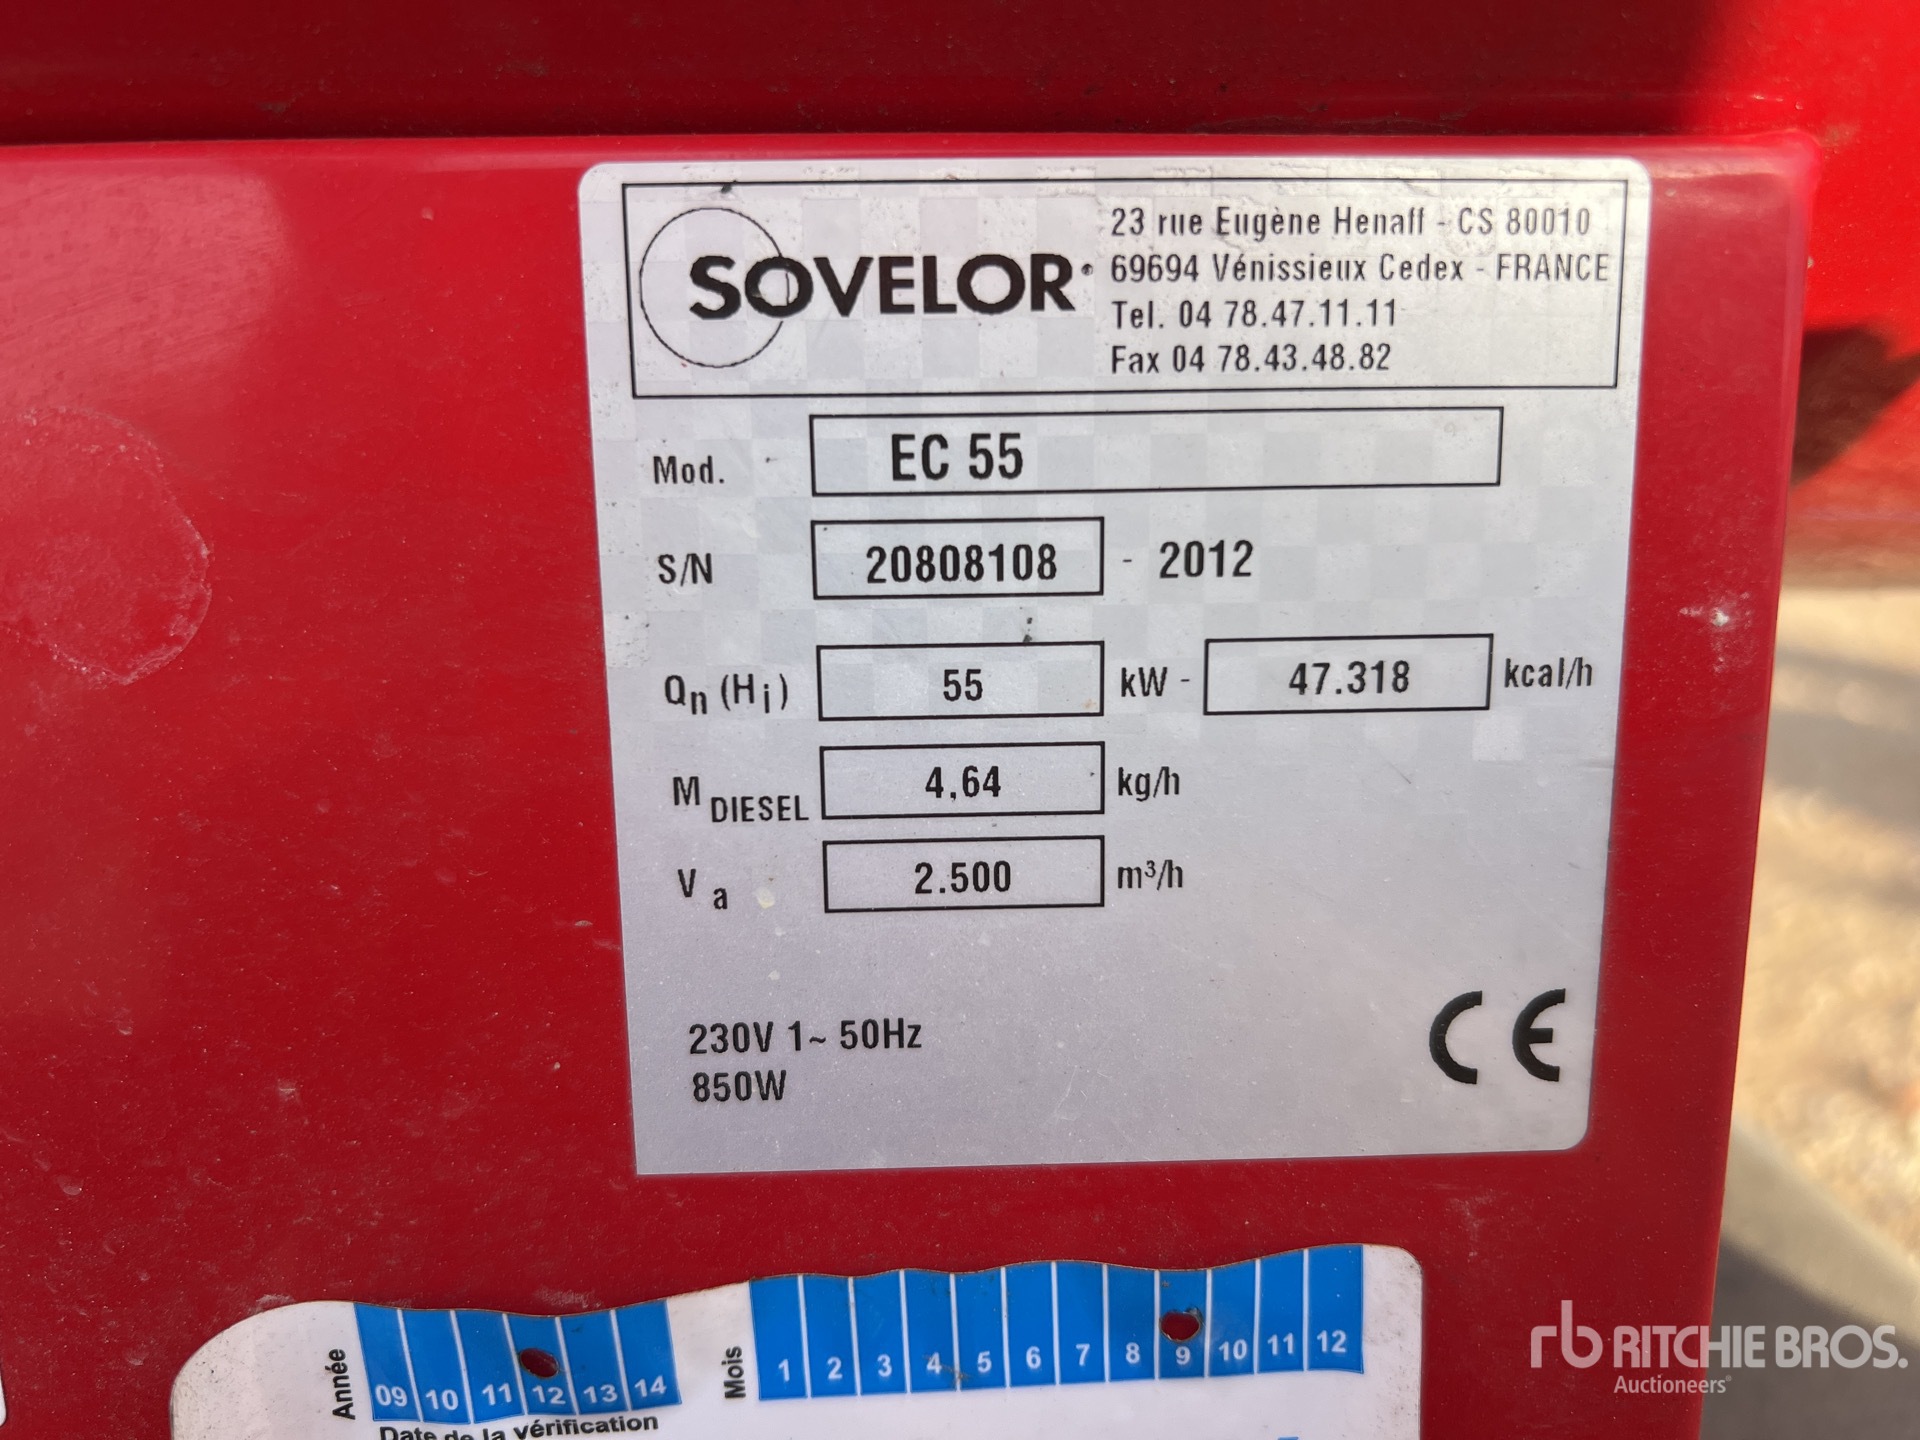 SOVELOR
23 rue Eugène Henaff - CS 80010
69694 Vénissieux Cedex - FRANCE
Tel. 04 78.47.11.11
Fax 04 78.43.48.82
Mod. EC 55
S/N 20808108 - 2012
Qn (Hi) 55 kW - 47.318 kcal/h
M DIESEL 4,64 kg/h
Va 2.500 m³/h
230V 1~ 50Hz
850W
CE
Année 09 10 11 12 13 14
Mois 1 2 3 4 5 6 7 8 9 10 11 12
Date de la vérification
rb RITCHIE BROS.
Auctioneers